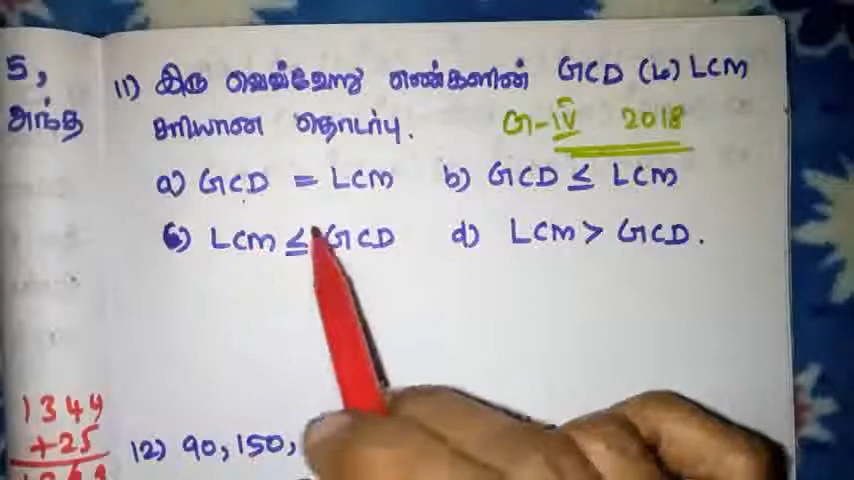 5,
அந்த
11) இரு வெவ்வேறு எண்களின் GCD (ம) LCM
சரியான தொடர்பு.
G-IV 2018
a) GCD = LCM b) GCD ≤ LCM
c) LCM ≤ GCD d) LCM > GCD.
1349
+25
12) 90, 150,